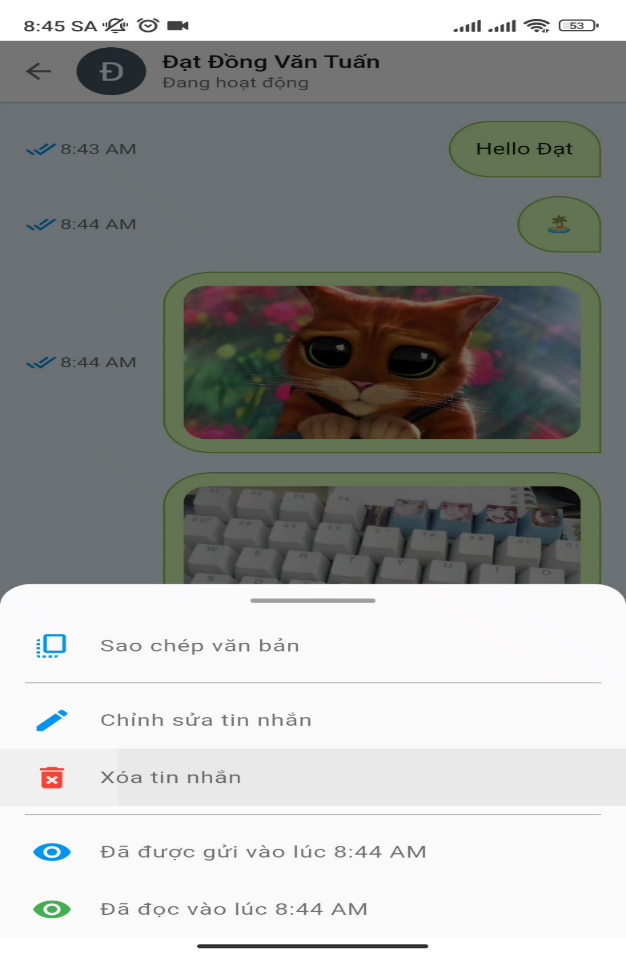 8:45 SA
53
Đ
Đạt Đồng Văn Tuấn
Đang hoạt động
8:43 AM
Hello Đạt
8:44 AM
8:44 AM
Sao chép văn bản
Chỉnh sửa tin nhắn
Xóa tin nhắn
Đã được gửi vào lúc 8:44 AM
Đã đọc vào lúc 8:44 AM